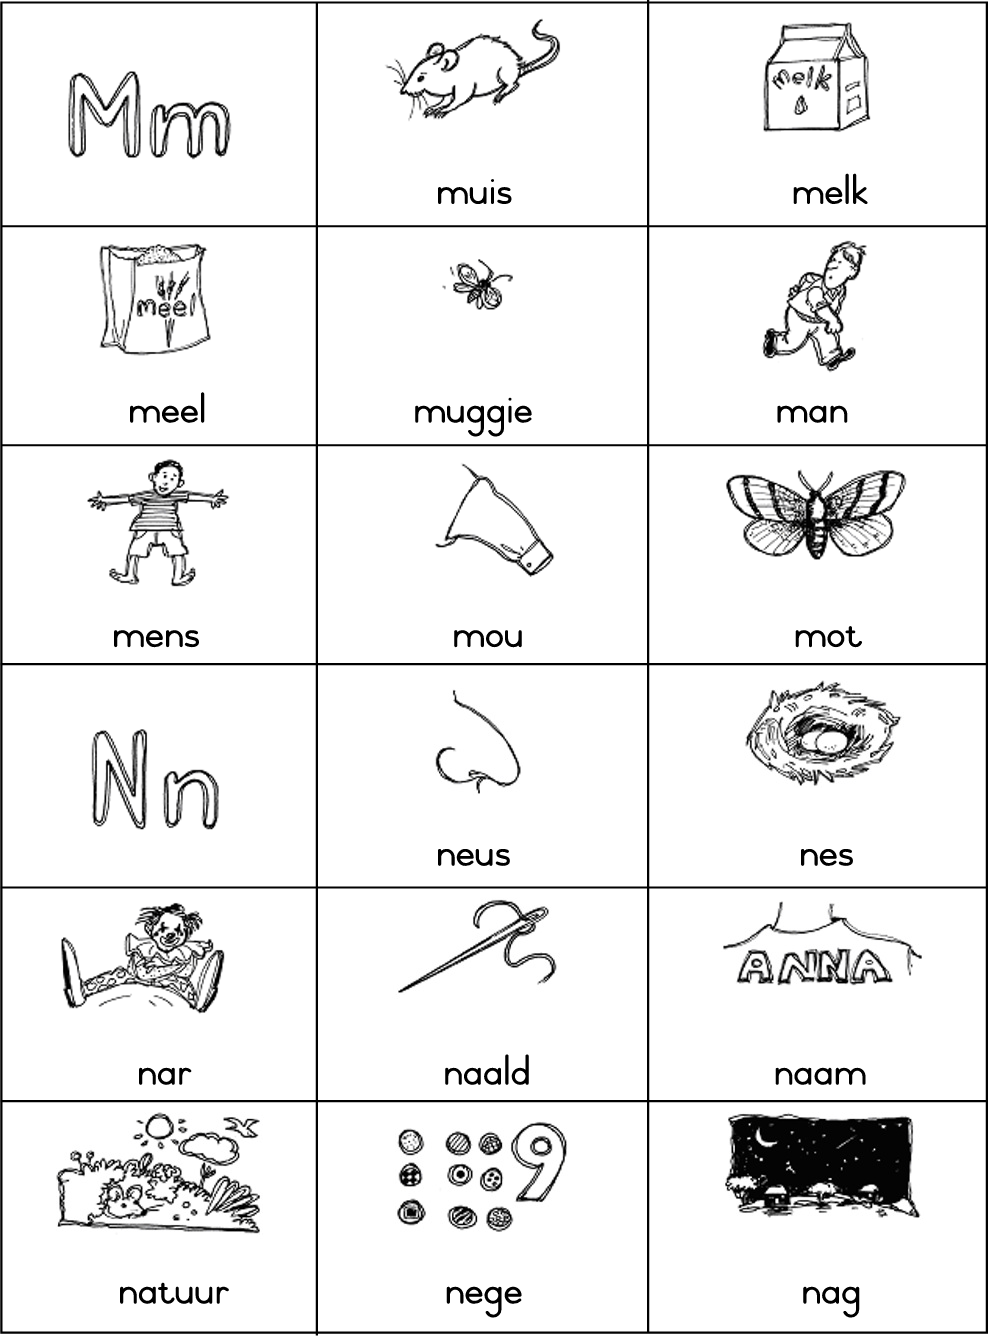 Mm
melk
muis
melk
meel
meel
muggie
man
mens
mou
mot
Nn
neus
nes
ANNA
nar
naald
naam
9
natuur
nege
nag